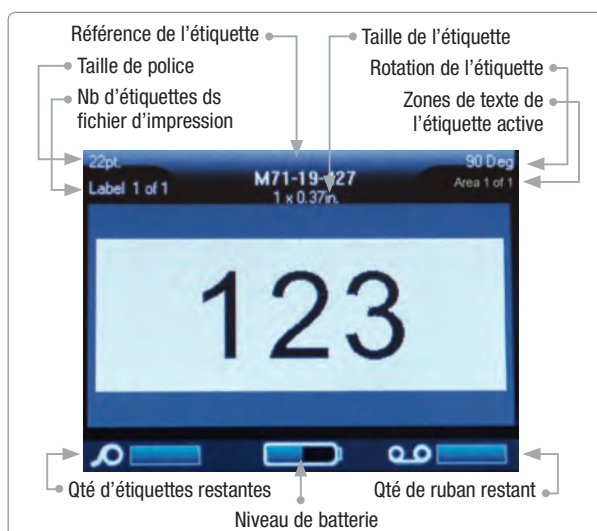 Référence de l'étiquette
Taille de l'étiquette
Taille de police
Rotation de l'étiquette
Nb d'étiquettes ds
fichier d'impression
Zones de texte de
l'étiquette active
22pt.
90 Deg
Label 1 of 1
Area 1 of 1
1 x 0.37in.
123
Qté d'étiquettes restantes
Qté de ruban restant
Niveau de batterie